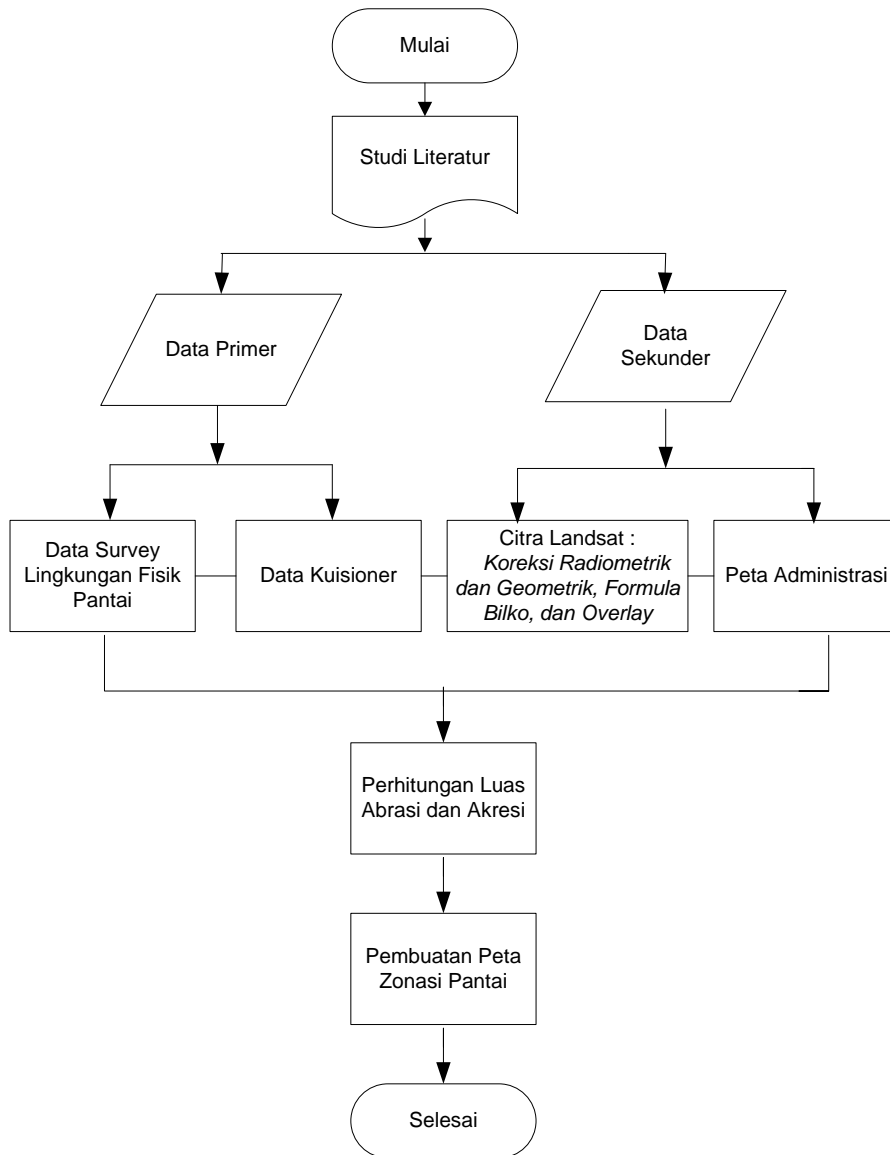 Mulai
Studi Literatur
Data Primer
Data
Sekunder
Data Survey
Lingkungan Fisik
Pantai
Data Kuisioner
Citra Landsat :
Koreksi Radiometrik
dan Geometrik, Formula
Bilko, dan Overlay
Peta Administrasi
Perhitungan Luas
Abrasi dan Akresi
Pembuatan Peta
Zonasi Pantai
Selesai